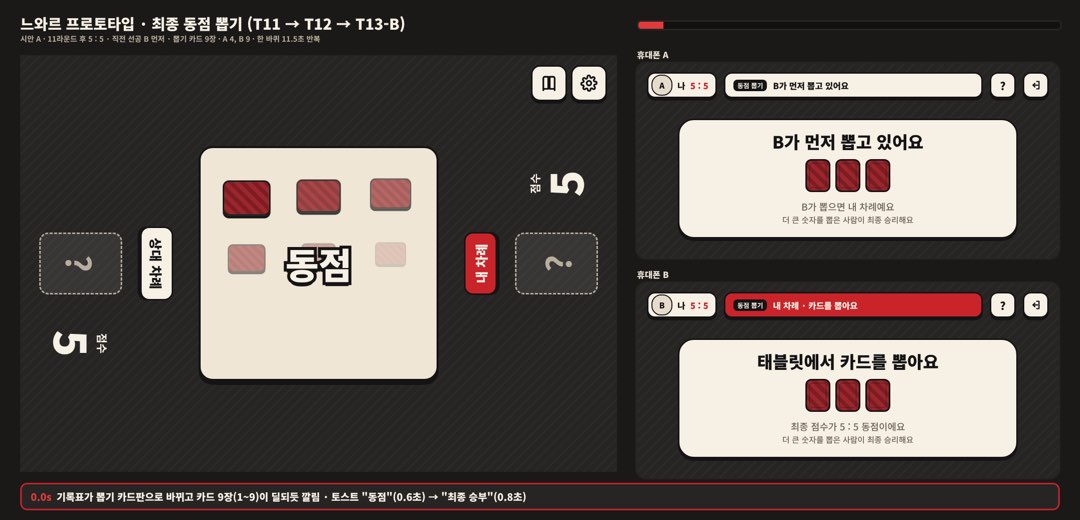 느와르 프로토타입 · 최종 동점 뽑기 (T11 → T12 → T13-B)
시안 A · 11라운드 후 5 : 5 · 직전 선공 B 먼저 · 뽑기 카드 9장 · A 4, B 9 · 한 바퀴 11.5초 반복
?
상대 차례
5
점수
동점
점수
5
내 차례
?
휴대폰 A
A 나 5 : 5
동점 뽑기 B가 먼저 뽑고 있어요
?
B가 먼저 뽑고 있어요
B가 뽑으면 내 차례예요
더 큰 숫자를 뽑은 사람이 최종 승리해요
휴대폰 B
B 나 5 : 5
동점 뽑기 내 차례 · 카드를 뽑아요
?
태블릿에서 카드를 뽑아요
최종 점수가 5 : 5 동점이에요
더 큰 숫자를 뽑은 사람이 최종 승리해요
0.0s 기록표가 뽑기 카드판으로 바뀌고 카드 9장(1~9)이 딜되듯 깔림 · 토스트 "동점"(0.6초) → "최종 승부"(0.8초)